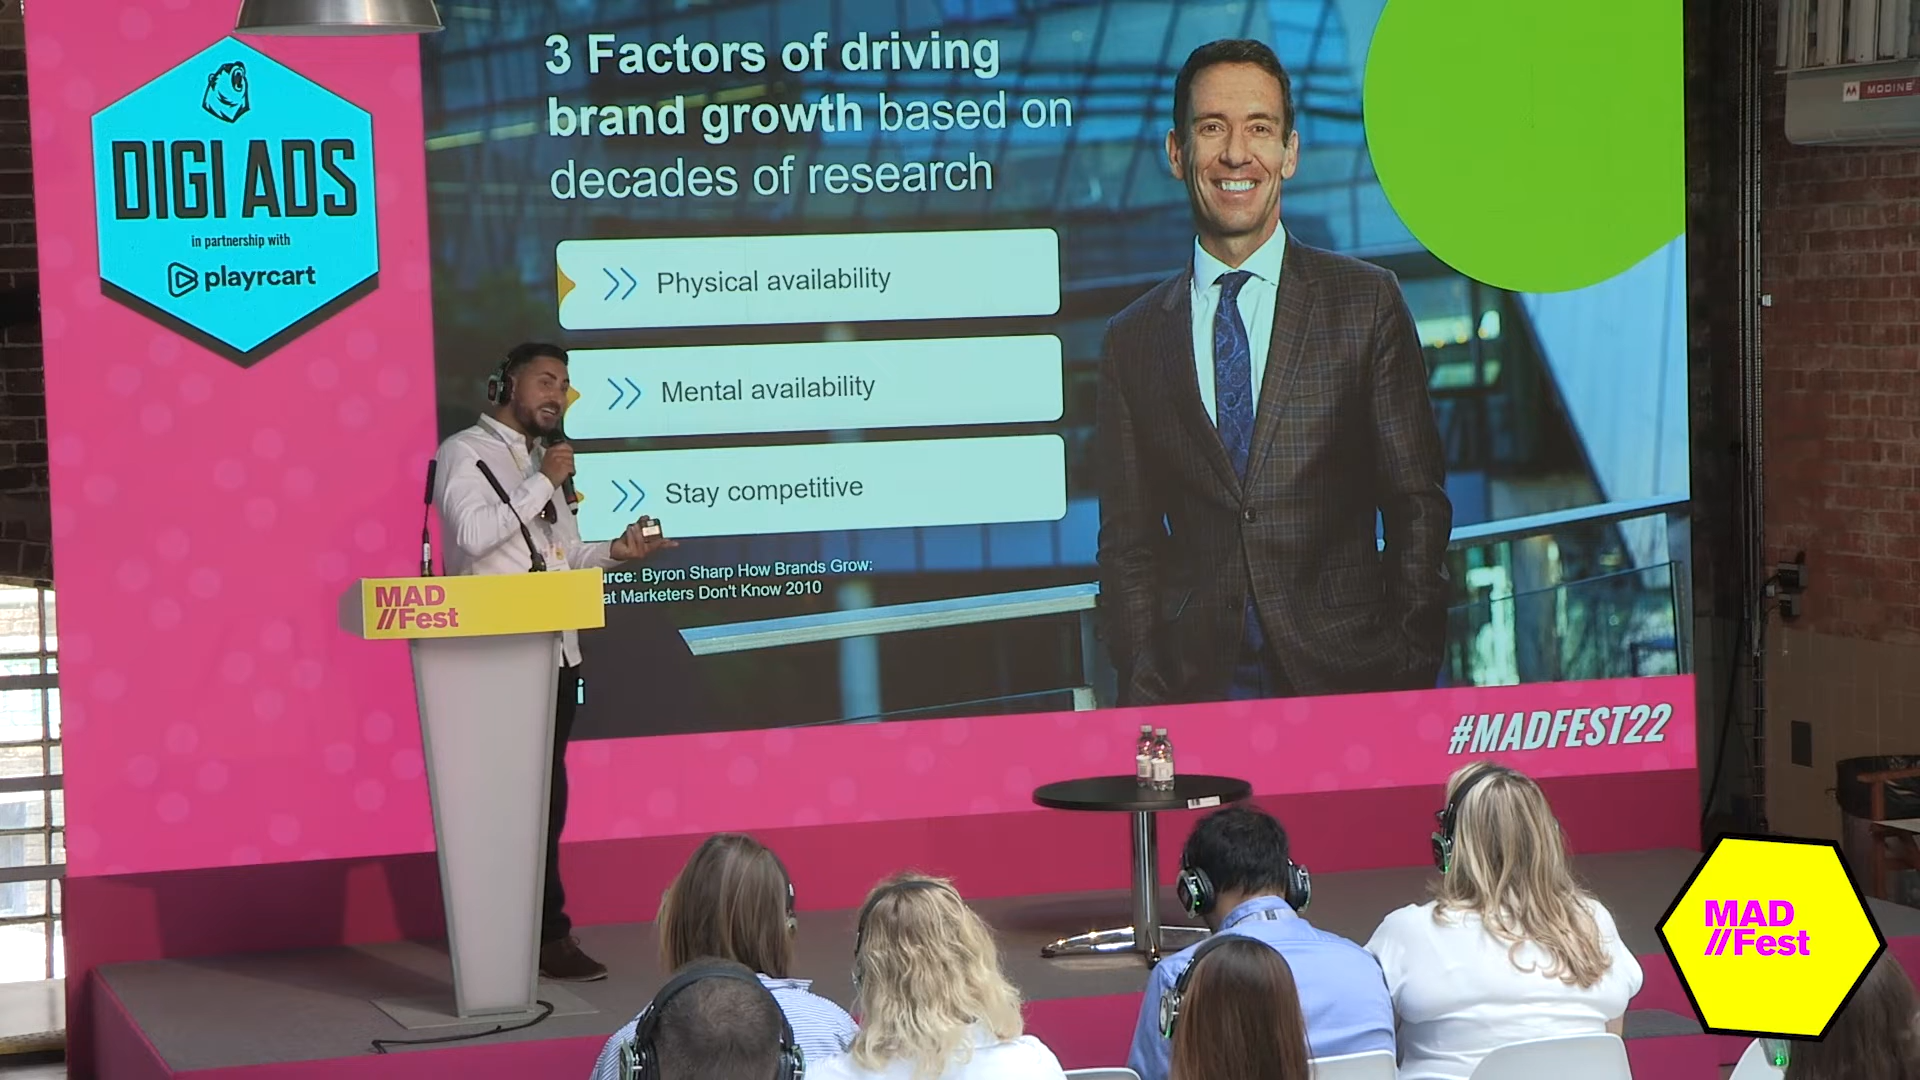 DIGI ADS
in partnership with
playrcart
3 Factors of driving
brand growth based on
decades of research
Physical availability
Mental availability
Stay competitive
Byron Sharp How Brands Grow:
Marketers Don't Know 2010
MAD
//Fest
#MADFEST22
MAD
//Fest
MODINE